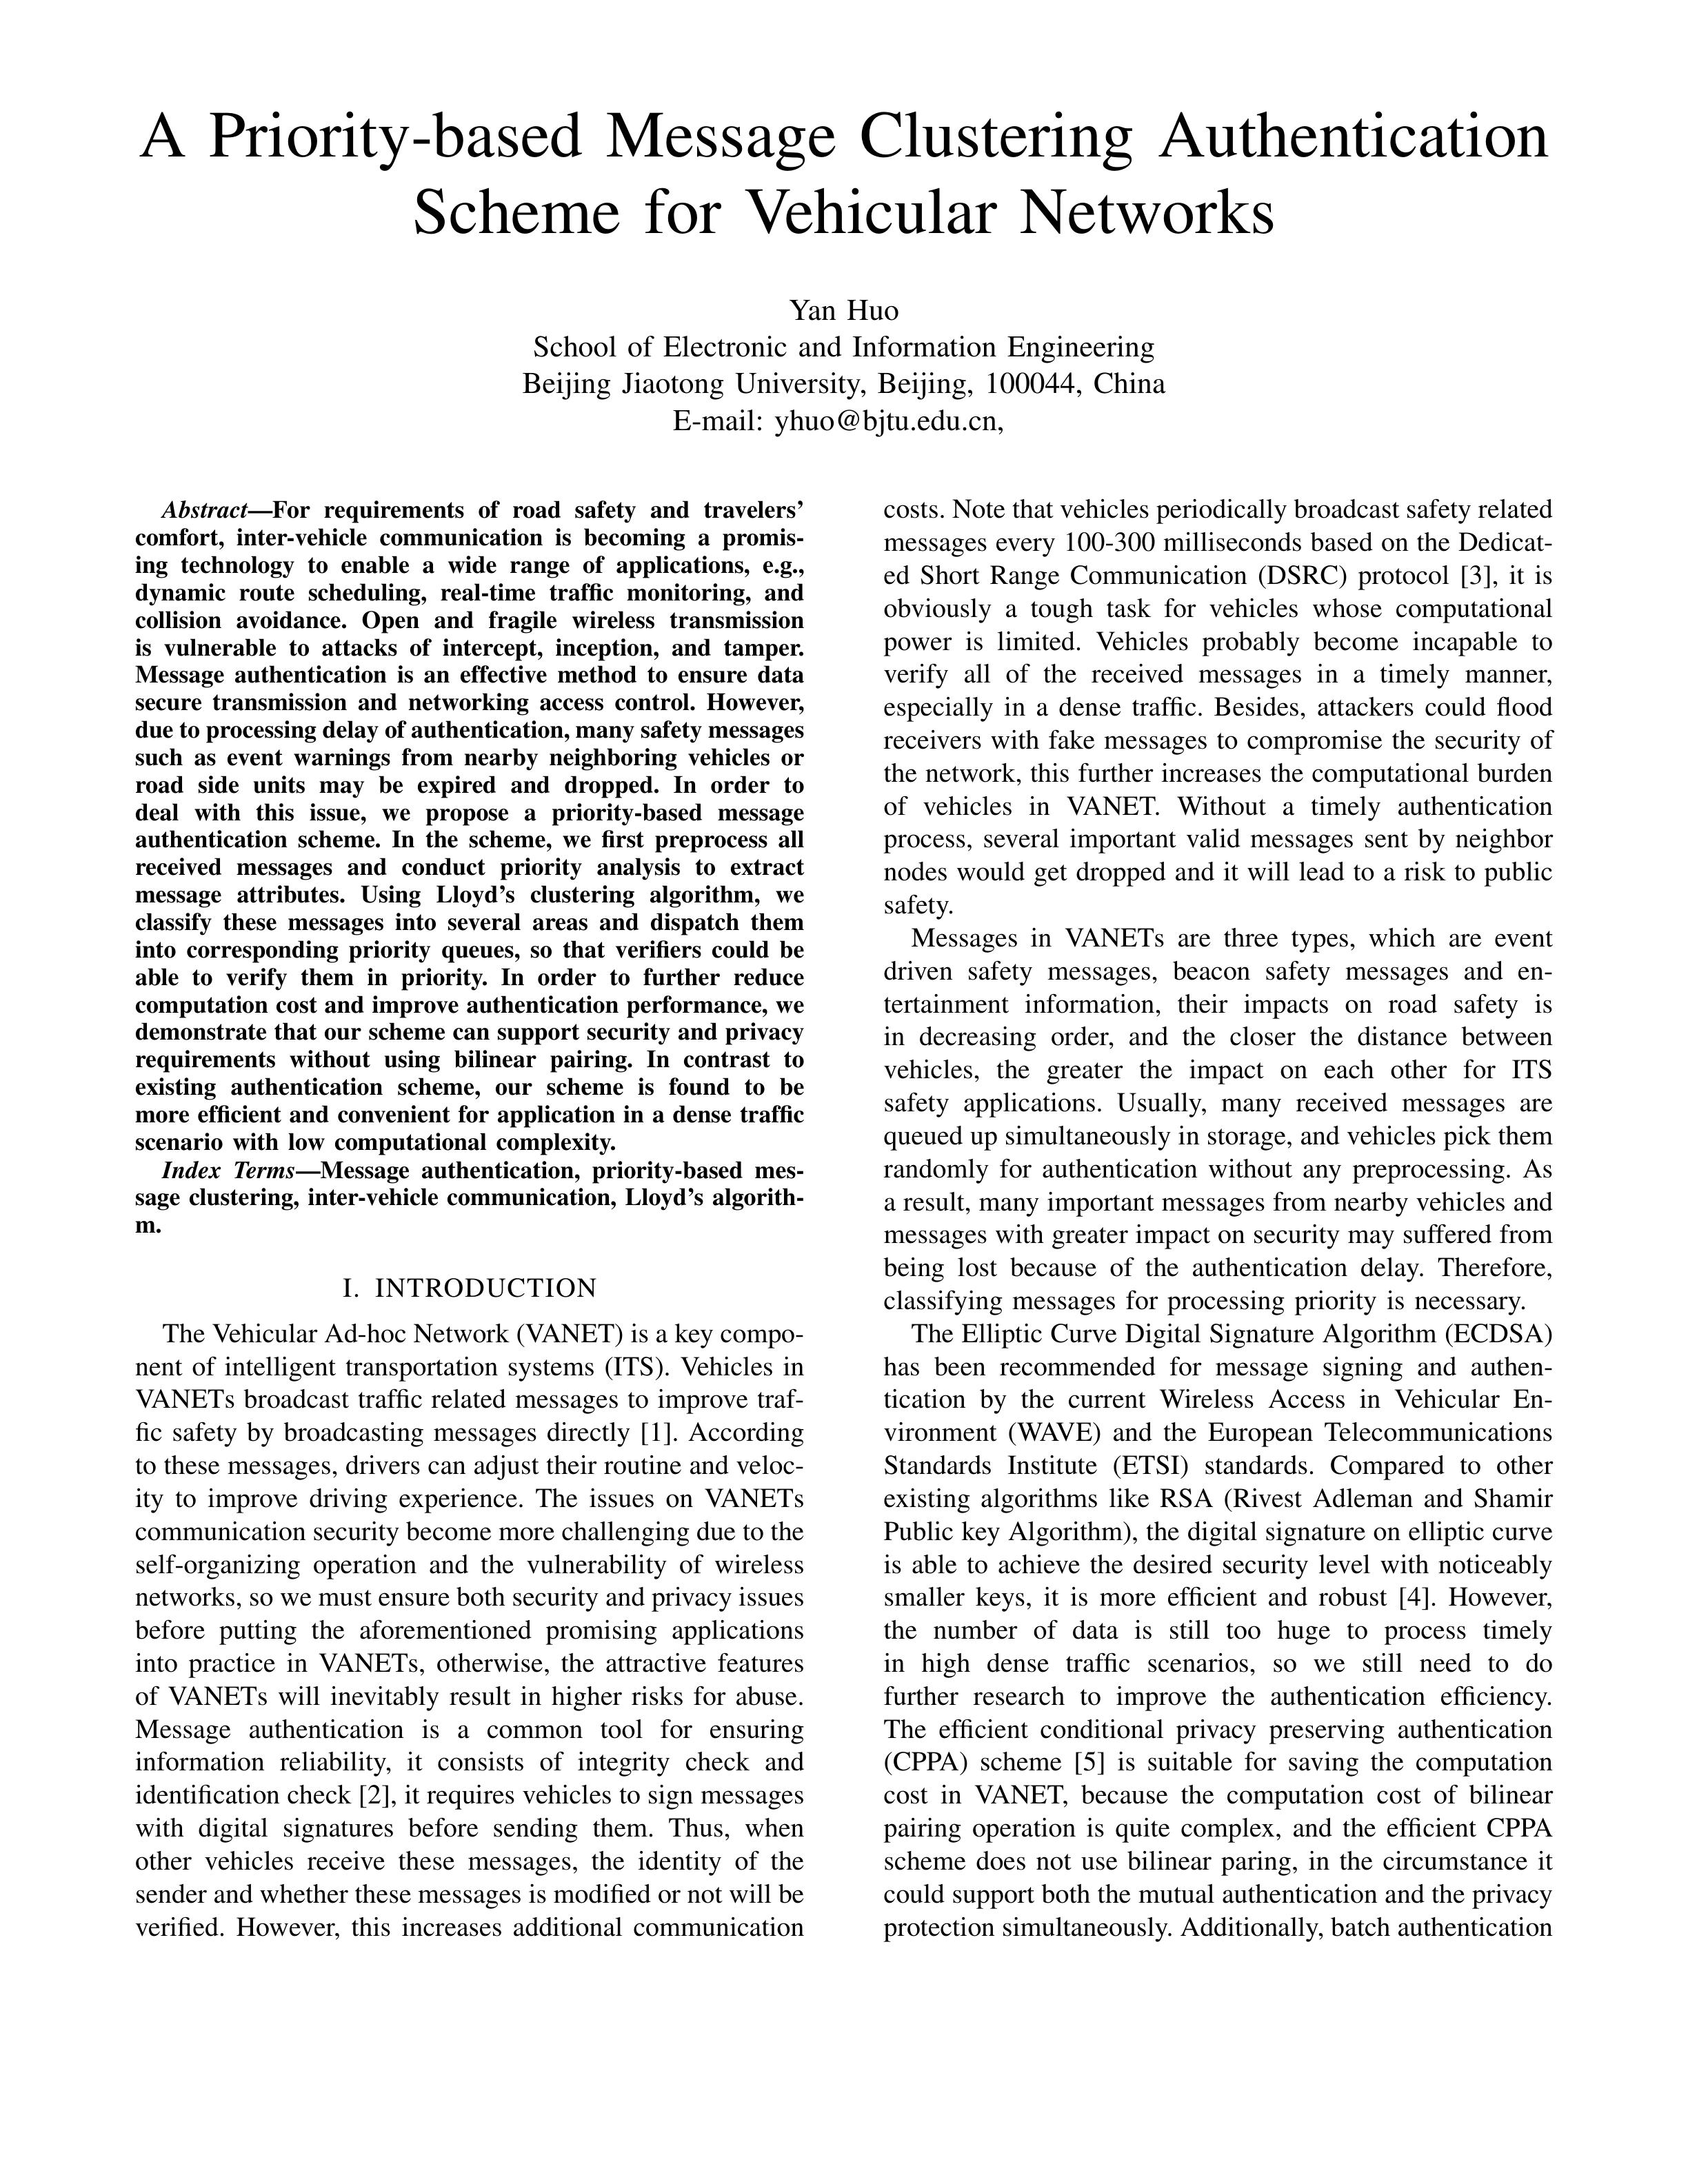 A Priority-based Message Clustering Authentication
Scheme for Vehicular Networks
Yan Huo
School of Electronic and Information Engineering
Beijing Jiaotong University, Beijing, 100044, China
E-mail: yhuo@bjtu.edu.cn,
Abstract—For requirements of road safety and travelers'
comfort, inter-vehicle communication is becoming a promis-
ing technology to enable a wide range of applications, e.g.,
dynamic route scheduling, real-time traffic monitoring, and
collision avoidance. Open and fragile wireless transmission
is vulnerable to attacks of intercept, inception, and tamper.
Message authentication is an effective method to ensure data
secure transmission and networking access control. However,
due to processing delay of authentication, many safety messages
such as event warnings from nearby neighboring vehicles or
road side units may be expired and dropped. In order to
deal with this issue, we propose a priority-based message
authentication scheme. In the scheme, we first preprocess all
received messages and conduct priority analysis to extract
message attributes. Using Lloyd's clustering algorithm, we
classify these messages into several areas and dispatch them
into corresponding priority queues, so that verifiers could be
able to verify them in priority. In order to further reduce
computation cost and improve authentication performance, we
demonstrate that our scheme can support security and privacy
requirements without using bilinear pairing. In contrast to
existing authentication scheme, our scheme is found to be
more efficient and convenient for application in a dense traffic
scenario with low computational complexity.
Index Terms—Message authentication, priority-based mes-
sage clustering, inter-vehicle communication, Lloyd's algorith-
m.
I. INTRODUCTION
The Vehicular Ad-hoc Network (VANET) is a key compo-
nent of intelligent transportation systems (ITS). Vehicles in
VANETs broadcast traffic related messages to improve traf-
fic safety by broadcasting messages directly [1]. According
to these messages, drivers can adjust their routine and veloc-
ity to improve driving experience. The issues on VANETs
communication security become more challenging due to the
self-organizing operation and the vulnerability of wireless
networks, so we must ensure both security and privacy issues
before putting the aforementioned promising applications
into practice in VANETs, otherwise, the attractive features
of VANETs will inevitably result in higher risks for abuse.
Message authentication is a common tool for ensuring
information reliability, it consists of integrity check and
identification check [2], it requires vehicles to sign messages
with digital signatures before sending them. Thus, when
other vehicles receive these messages, the identity of the
sender and whether these messages is modified or not will be
verified. However, this increases additional communication
costs. Note that vehicles periodically broadcast safety related
messages every 100-300 milliseconds based on the Dedicat-
ed Short Range Communication (DSRC) protocol [3], it is
obviously a tough task for vehicles whose computational
power is limited. Vehicles probably become incapable to
verify all of the received messages in a timely manner,
especially in a dense traffic. Besides, attackers could flood
receivers with fake messages to compromise the security of
the network, this further increases the computational burden
of vehicles in VANET. Without a timely authentication
process, several important valid messages sent by neighbor
nodes would get dropped and it will lead to a risk to public
safety.
Messages in VANETs are three types, which are event
driven safety messages, beacon safety messages and en-
tertainment information, their impacts on road safety is
in decreasing order, and the closer the distance between
vehicles, the greater the impact on each other for ITS
safety applications. Usually, many received messages are
queued up simultaneously in storage, and vehicles pick them
randomly for authentication without any preprocessing. As
a result, many important messages from nearby vehicles and
messages with greater impact on security may suffered from
being lost because of the authentication delay. Therefore,
classifying messages for processing priority is necessary.
The Elliptic Curve Digital Signature Algorithm (ECDSA)
has been recommended for message signing and authen-
tication by the current Wireless Access in Vehicular En-
vironment (WAVE) and the European Telecommunications
Standards Institute (ETSI) standards. Compared to other
existing algorithms like RSA (Rivest Adleman and Shamir
Public key Algorithm), the digital signature on elliptic curve
is able to achieve the desired security level with noticeably
smaller keys, it is more efficient and robust [4]. However,
the number of data is still too huge to process timely
in high dense traffic scenarios, so we still need to do
further research to improve the authentication efficiency.
The efficient conditional privacy preserving authentication
(CPPA) scheme [5] is suitable for saving the computation
cost in VANET, because the computation cost of bilinear
pairing operation is quite complex, and the efficient CPPA
scheme does not use bilinear paring, in the circumstance it
could support both the mutual authentication and the privacy
protection simultaneously. Additionally, batch authentication